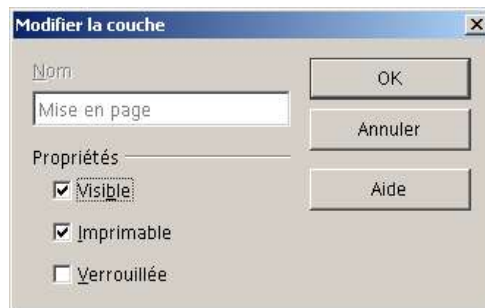 Modifier la couche
Nom
Mise en page
Propriétés
Visible
Imprimable
Verrouillée
OK
Annuler
Aide